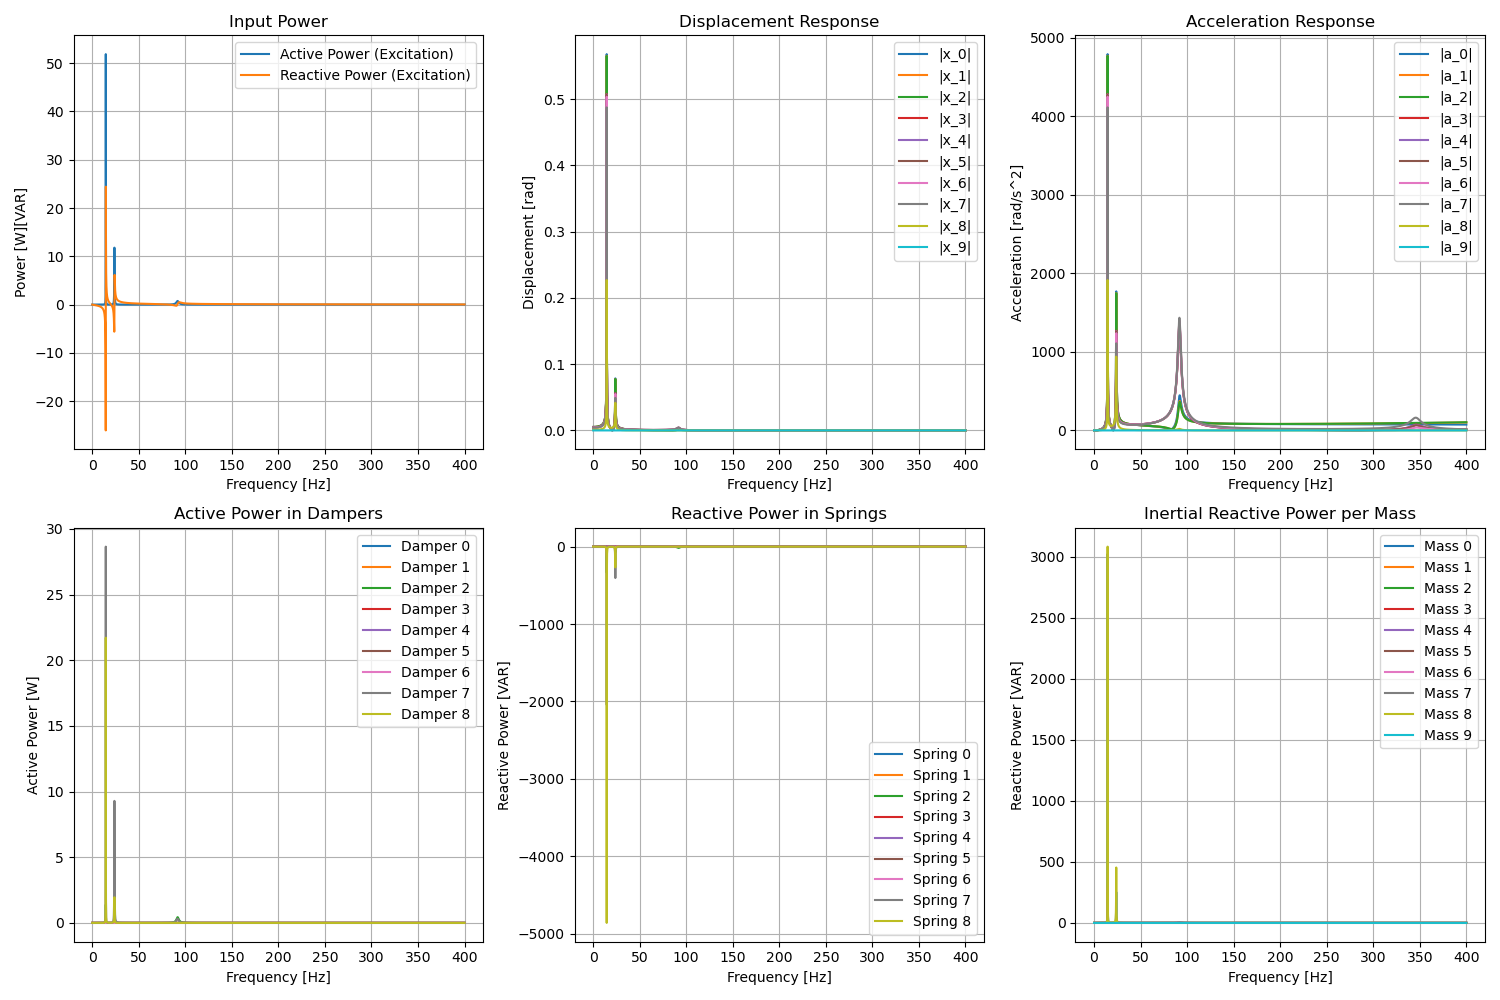 Input Power
Power [W][VAR]
50
40
30
20
10
0
−10
−20
Active Power (Excitation)
Reactive Power (Excitation)
0 50 100 150 200 250 300 350 400
Frequency [Hz]
Displacement Response
Displacement [rad]
0.5
0.4
0.3
0.2
0.1
0.0
|x_0|
|x_1|
|x_2|
|x_3|
|x_4|
|x_5|
|x_6|
|x_7|
|x_8|
|x_9|
0 50 100 150 200 250 300 350 400
Frequency [Hz]
Acceleration Response
Acceleration [rad/s^2]
5000
4000
3000
2000
1000
0
|a_0|
|a_1|
|a_2|
|a_3|
|a_4|
|a_5|
|a_6|
|a_7|
|a_8|
|a_9|
0 50 100 150 200 250 300 350 400
Frequency [Hz]
Active Power in Dampers
Active Power [W]
30
25
20
15
10
5
0
Damper 0
Damper 1
Damper 2
Damper 3
Damper 4
Damper 5
Damper 6
Damper 7
Damper 8
0 50 100 150 200 250 300 350 400
Frequency [Hz]
Reactive Power in Springs
Reactive Power [VAR]
0
−1000
−2000
−3000
−4000
−5000
Spring 0
Spring 1
Spring 2
Spring 3
Spring 4
Spring 5
Spring 6
Spring 7
Spring 8
0 50 100 150 200 250 300 350 400
Frequency [Hz]
Inertial Reactive Power per Mass
Reactive Power [VAR]
3000
2500
2000
1500
1000
500
0
Mass 0
Mass 1
Mass 2
Mass 3
Mass 4
Mass 5
Mass 6
Mass 7
Mass 8
Mass 9
0 50 100 150 200 250 300 350 400
Frequency [Hz]